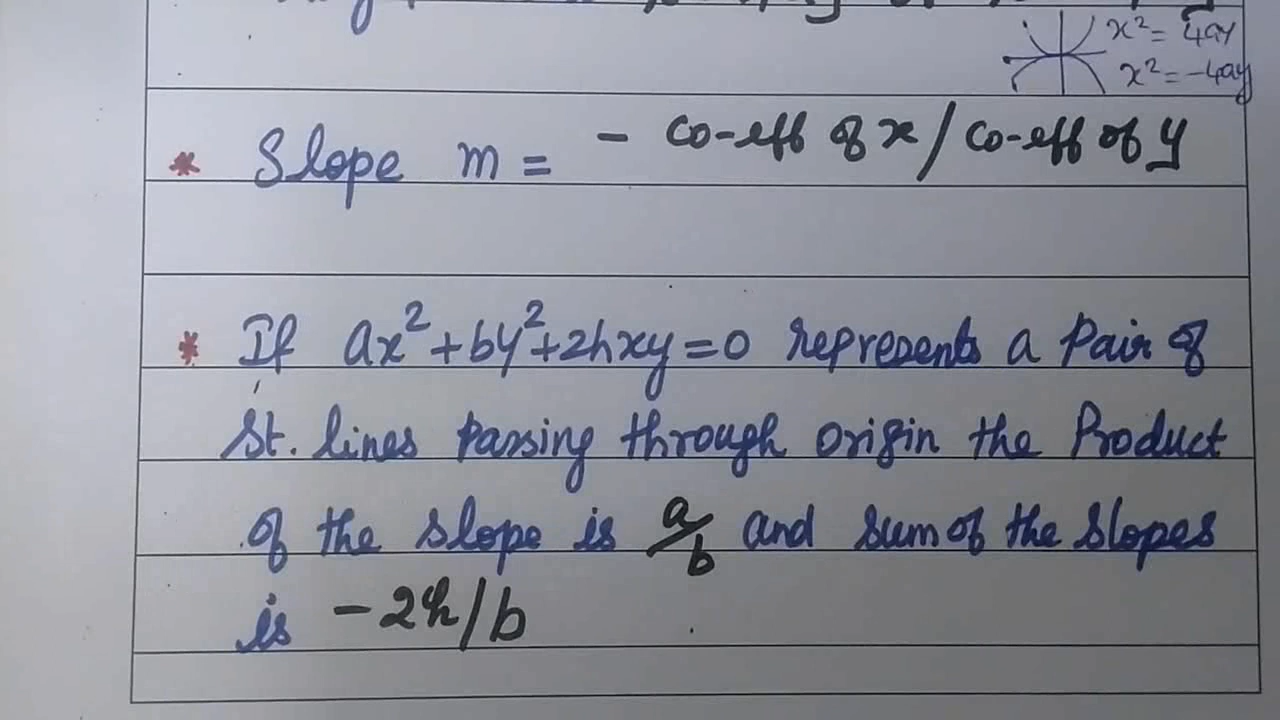 x² = 4ay
x² = -4ay
* Slope m = - co-eff of x / co-eff of y
* If ax² + by² + 2hxy = 0 represents a pair of
st. lines passing through origin the Product
of the slope is a/b and sum of the slopes
is - 2h/b